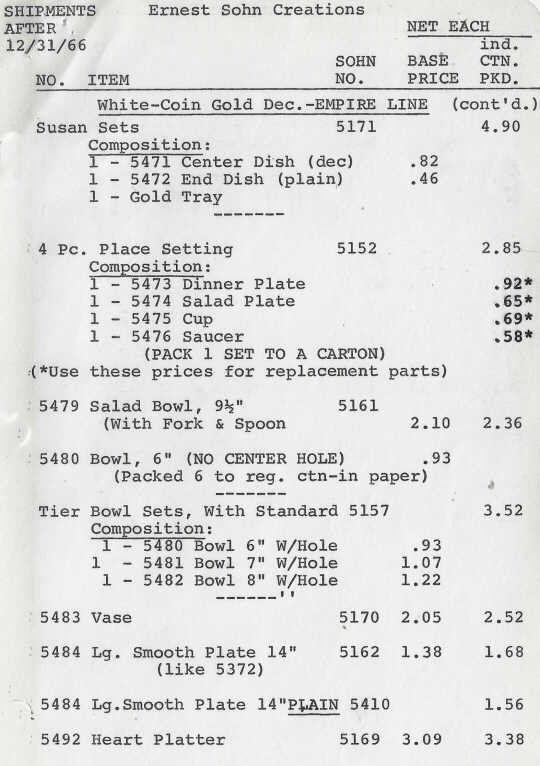 SHIPMENTS Ernest Sohn Creations
AFTER NET EACH
12/31/66 ind.
SOHN BASE CTN.
NO. ITEM NO. PRICE PKD.
White-Coin Gold Dec.-EMPIRE LINE (cont'd.)
Susan Sets 5171 4.90
Composition:
1 - 5471 Center Dish (dec) .82
1 - 5472 End Dish (plain) .46
1 - Gold Tray
-------
4 Pc. Place Setting 5152 2.85
Composition:
1 - 5473 Dinner Plate .92*
1 - 5474 Salad Plate .65*
1 - 5475 Cup .69*
1 - 5476 Saucer .58*
(PACK 1 SET TO A CARTON)
(*Use these prices for replacement parts)
5479 Salad Bowl, 9½" 5161
(With Fork & Spoon 2.10 2.36
5480 Bowl, 6" (NO CENTER HOLE) .93
(Packed 6 to reg. ctn-in paper)
-------
Tier Bowl Sets, With Standard 5157 3.52
Composition:
1 - 5480 Bowl 6" W/Hole .93
1 - 5481 Bowl 7" W/Hole 1.07
1 - 5482 Bowl 8" W/Hole 1.22
------''
5483 Vase 5170 2.05 2.52
5484 Lg. Smooth Plate 14" 5162 1.38 1.68
(like 5372)
5484 Lg.Smooth Plate 14"PLAIN 5410 1.56
5492 Heart Platter 5169 3.09 3.38